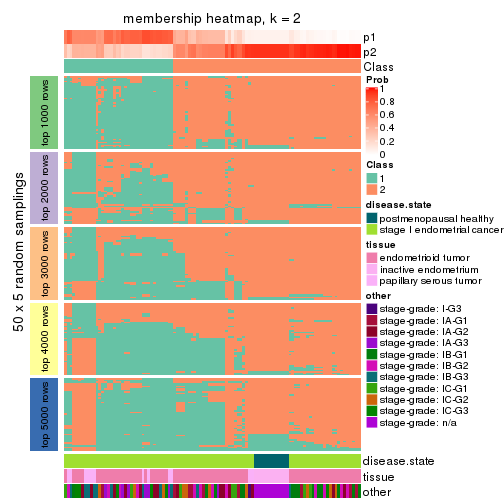 membership heatmap, k = 2
p1
p2
Class
50 x 5 random samplings
top 1000 rows
top 2000 rows
top 3000 rows
top 4000 rows
top 5000 rows
disease.state
tissue
other
Prob
1
0.8
0.6
0.4
0.2
0
Class
1
2
disease.state
postmenopausal healthy
stage I endometrial cancer
tissue
endometrioid tumor
inactive endometrium
papillary serous tumor
other
stage-grade: I-G3
stage-grade: IA-G1
stage-grade: IA-G2
stage-grade: IA-G3
stage-grade: IB-G1
stage-grade: IB-G2
stage-grade: IB-G3
stage-grade: IC-G1
stage-grade: IC-G2
stage-grade: IC-G3
stage-grade: n/a